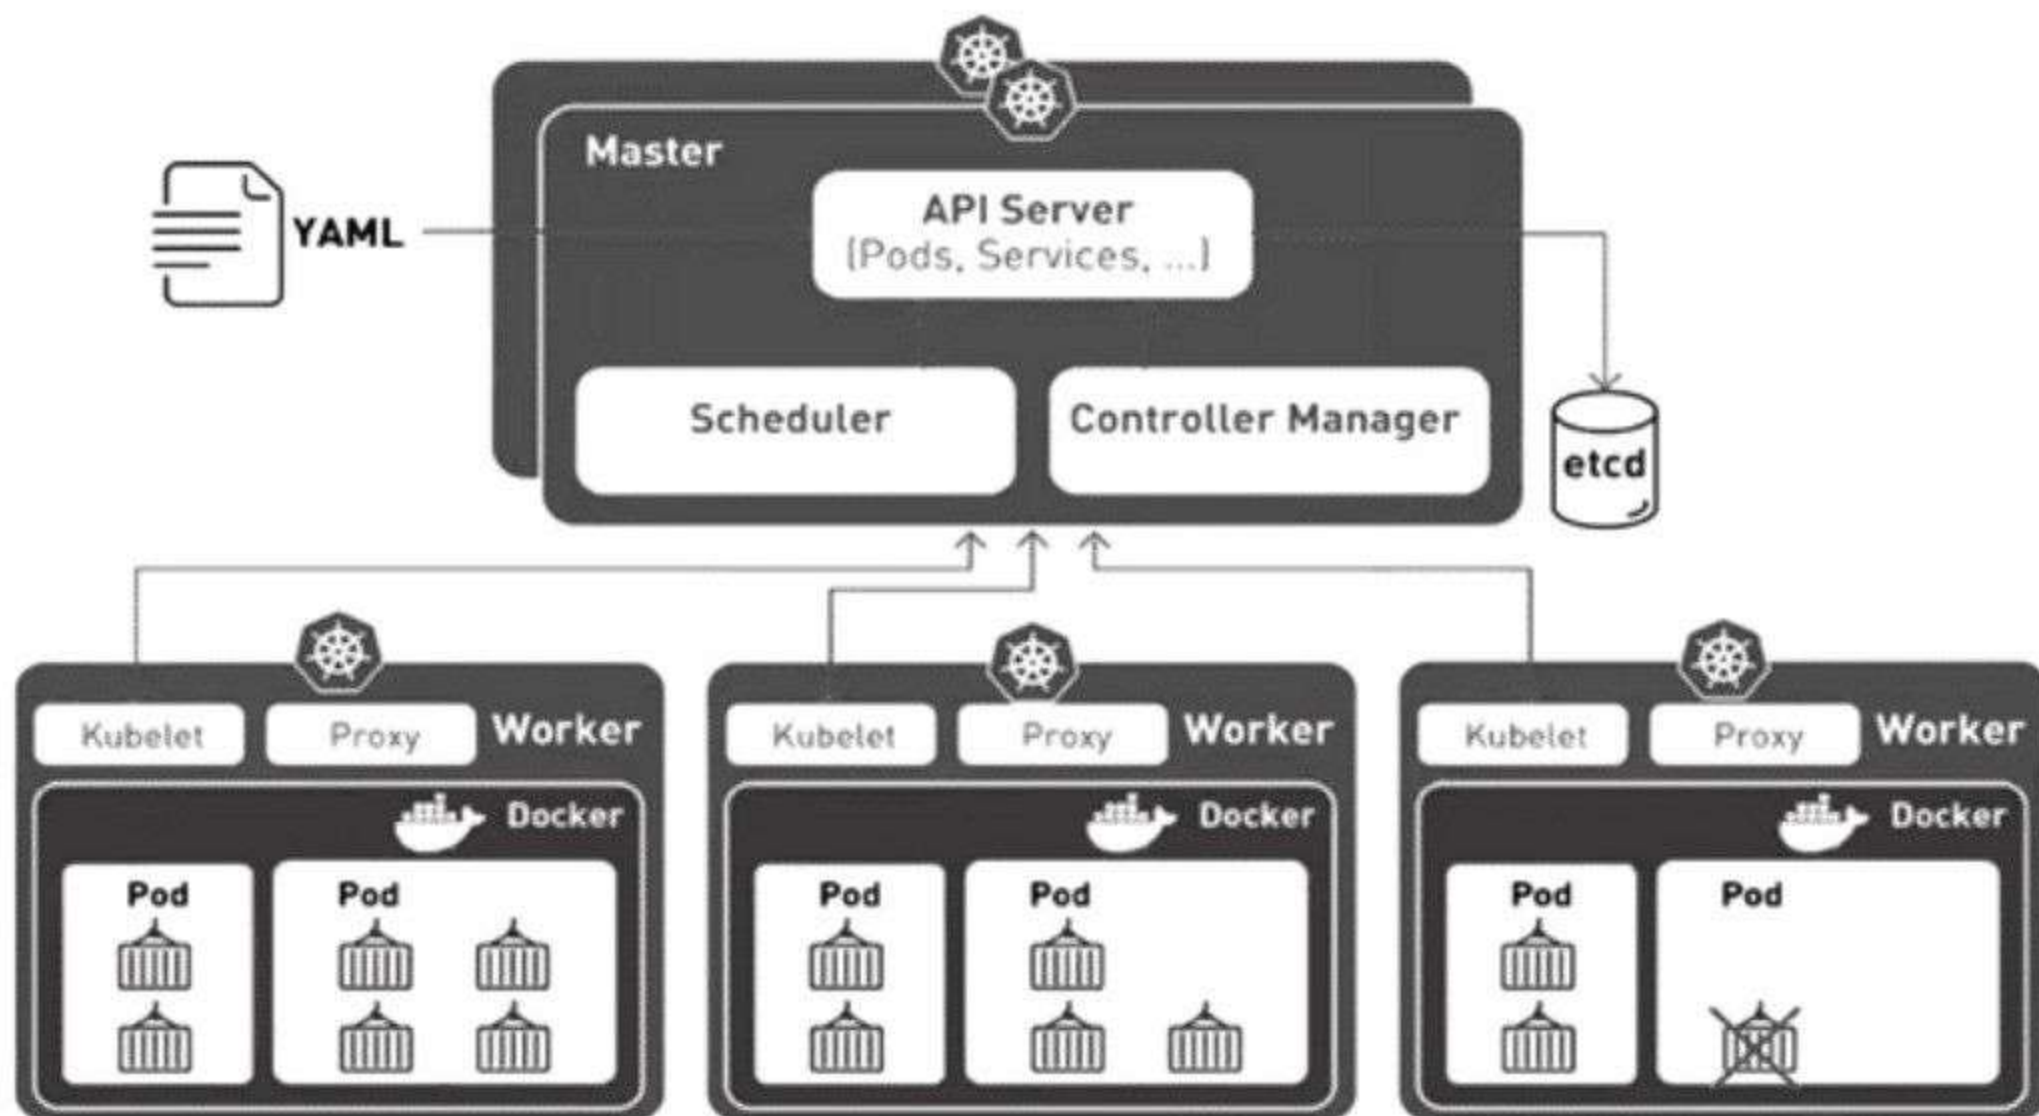 Master
API Server
(Pods, Services, ...)
YAML
Scheduler
Controller Manager
etcd
Kubelet
Proxy
Worker
Kubelet
Proxy
Worker
Kubelet
Proxy
Worker
Docker
Docker
Docker
Pod
Pod
Pod
Pod
Pod
Pod